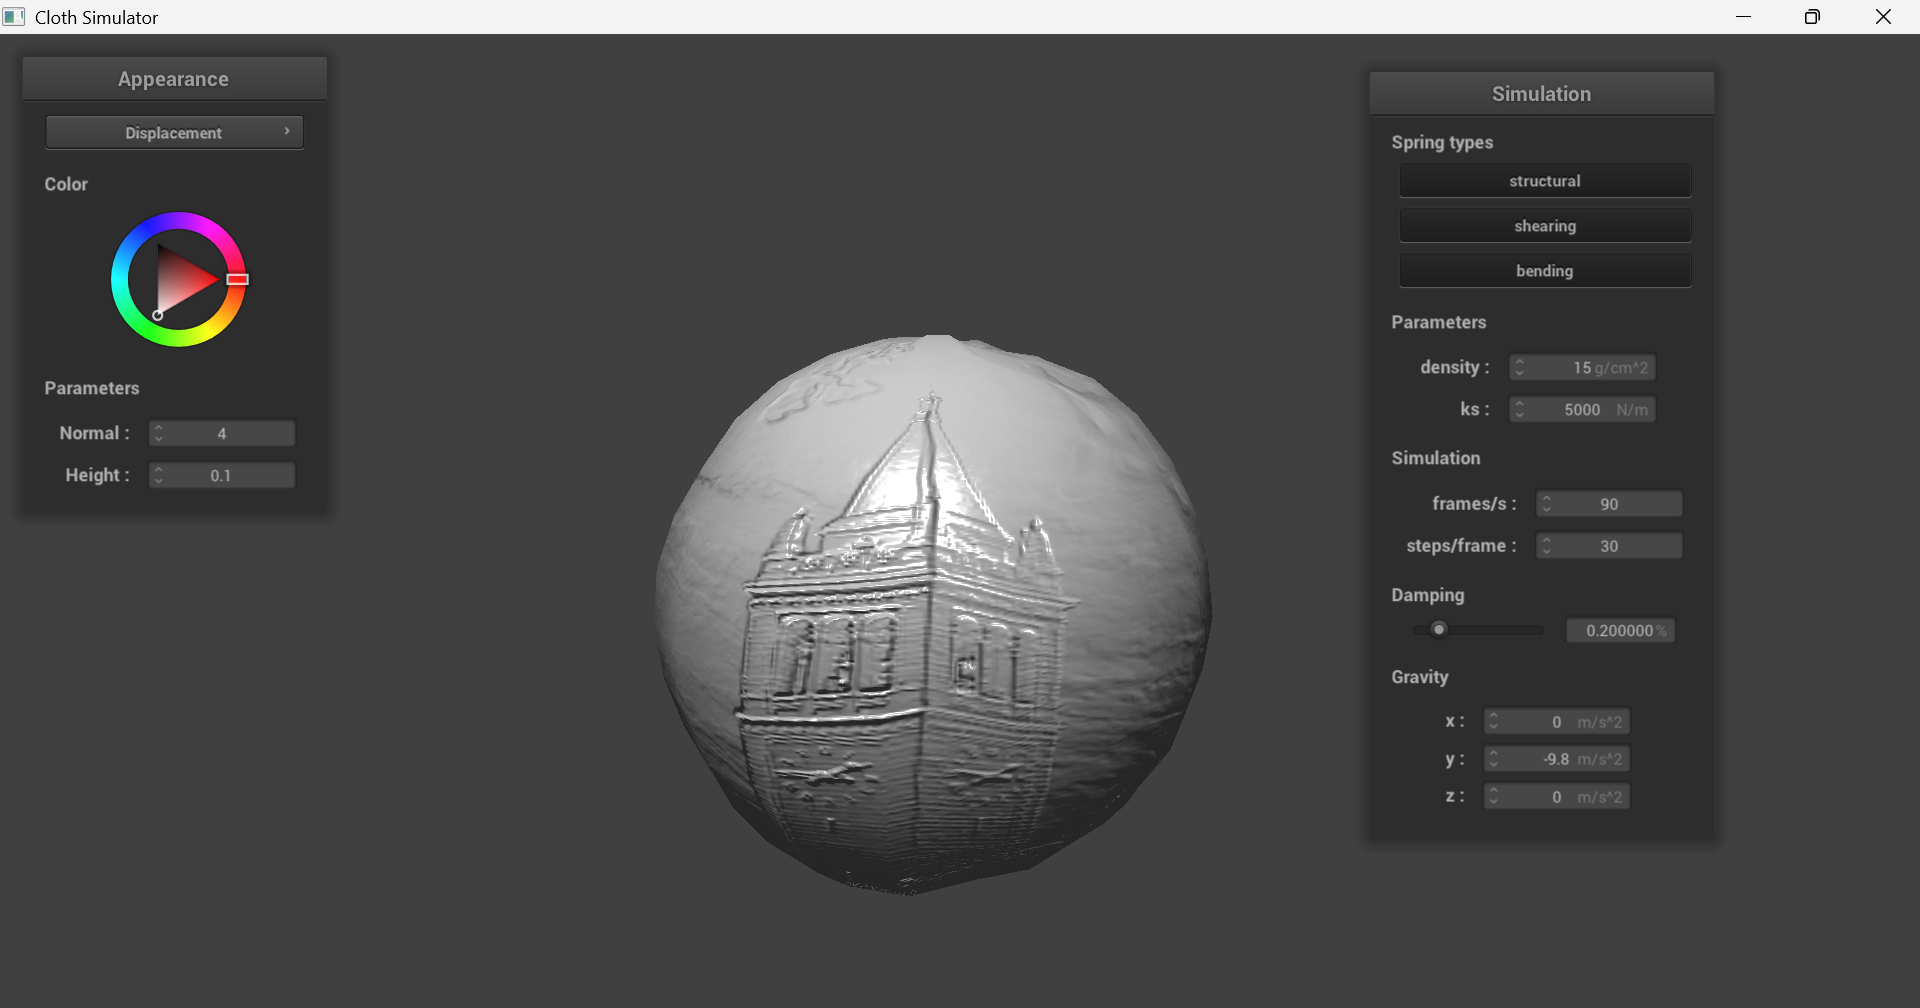 Cloth Simulator
Appearance
Displacement
Color
Parameters
Normal : 4
Height : 0.1
Simulation
Spring types
structural
shearing
bending
Parameters
density : 15 g/cm^2
ks : 5000 N/m
Simulation
frames/s : 90
steps/frame : 30
Damping
0.200000 %
Gravity
x : 0 m/s^2
y : -9.8 m/s^2
z : 0 m/s^2